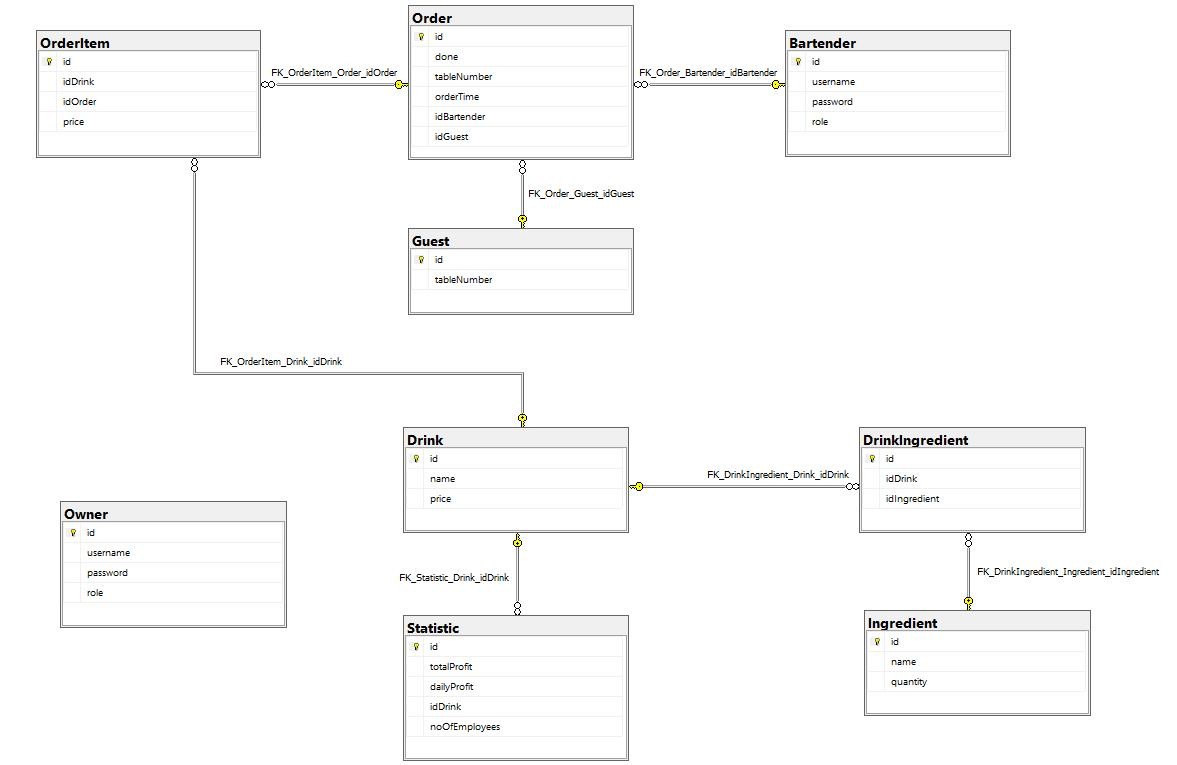 OrderItem
id
idDrink
idOrder
price
FK_OrderItem_Order_idOrder
Order
id
done
tableNumber
orderTime
idBartender
idGuest
FK_Order_Bartender_idBartender
Bartender
id
username
password
role
FK_Order_Guest_idGuest
Guest
id
tableNumber
FK_OrderItem_Drink_idDrink
Drink
id
name
price
FK_DrinkIngredient_Drink_idDrink
DrinkIngredient
id
idDrink
idIngredient
Owner
id
username
password
role
FK_Statistic_Drink_idDrink
FK_DrinkIngredient_Ingredient_idIngredient
Statistic
id
totalProfit
dailyProfit
idDrink
noOfEmployees
Ingredient
id
name
quantity